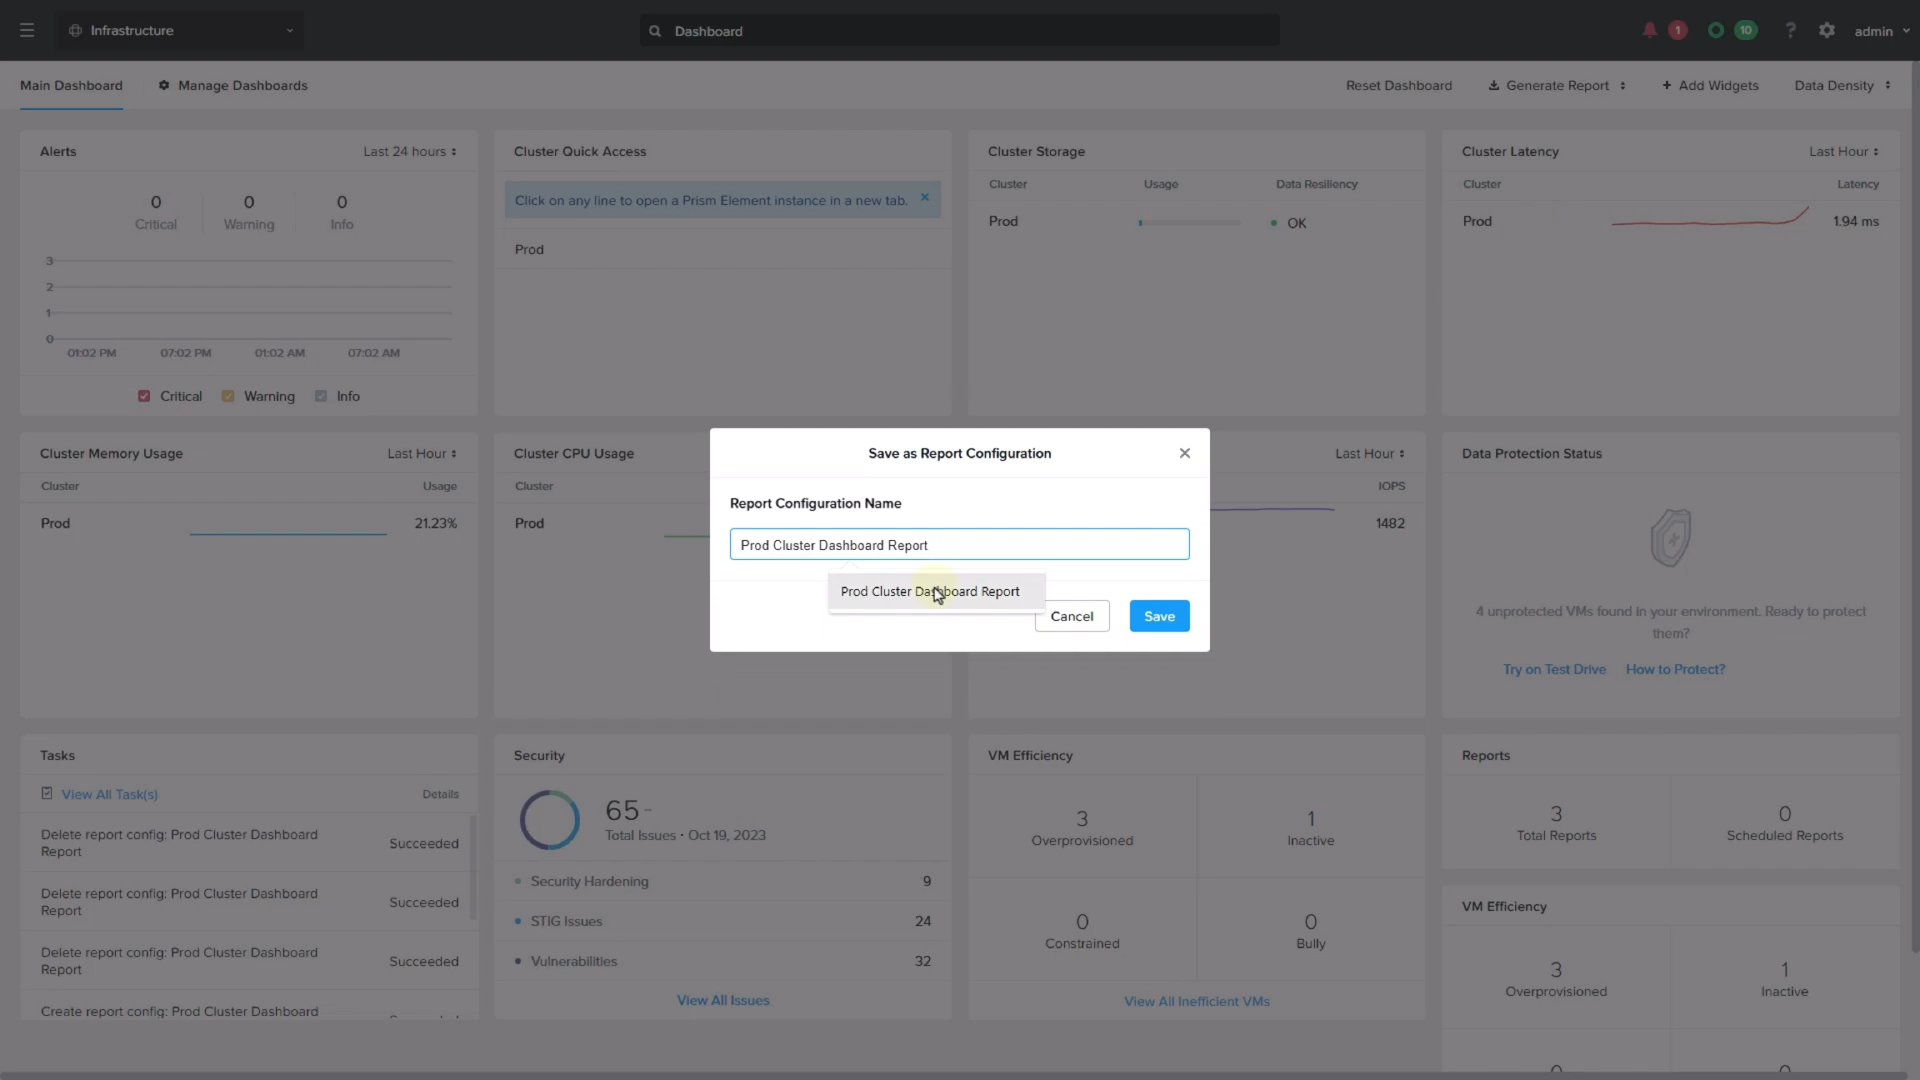 Infrastructure
Dashboard
1
10
?
admin
Main Dashboard
Manage Dashboards
Reset Dashboard
Generate Report
+ Add Widgets
Data Density
Alerts
Last 24 hours
0
Critical
0
Warning
0
Info
3
2
1
0
01:02 PM
07:02 PM
01:02 AM
07:02 AM
Critical
Warning
Info
Cluster Quick Access
Click on any line to open a Prism Element instance in a new tab.
Prod
Cluster Storage
Cluster
Usage
Data Resiliency
Prod
OK
Cluster Latency
Last Hour
Cluster
Latency
Prod
1.94 ms
Cluster Memory Usage
Last Hour
Cluster
Usage
Prod
21.23%
Cluster CPU Usage
Cluster
Prod
Last Hour
IOPS
1482
Save as Report Configuration
Report Configuration Name
Prod Cluster Dashboard Report
Prod Cluster Dashboard Report
Cancel
Save
Data Protection Status
4 unprotected VMs found in your environment. Ready to protect
them?
Try on Test Drive
How to Protect?
Tasks
View All Task(s)
Details
Delete report config: Prod Cluster Dashboard
Report
Succeeded
Delete report config: Prod Cluster Dashboard
Report
Succeeded
Delete report config: Prod Cluster Dashboard
Report
Succeeded
Create report config: Prod Cluster Dashboard
Security
65 -
Total Issues • Oct 19, 2023
Security Hardening
9
STIG Issues
24
Vulnerabilities
32
View All Issues
VM Efficiency
3
Overprovisioned
1
Inactive
0
Constrained
0
Bully
View All Inefficient VMs
Reports
3
Total Reports
0
Scheduled Reports
VM Efficiency
3
Overprovisioned
1
Inactive